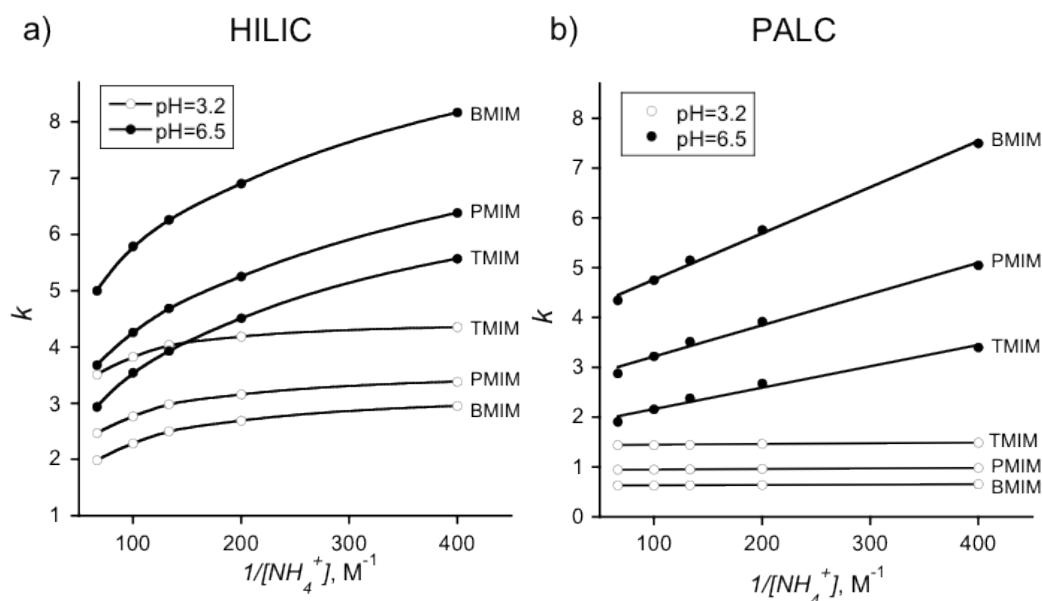 a) HILIC
pH=3.2
pH=6.5
8
7
6
5
4
3
2
1
k
BMIM
PMIM
TMIM
TMIM
PMIM
BMIM
100 200 300 400
1/[NH4+], M-1
b) PALC
pH=3.2
pH=6.5
8
7
6
5
4
3
2
1
0
k
BMIM
PMIM
TMIM
TMIM
PMIM
BMIM
100 200 300 400
1/[NH4+], M-1